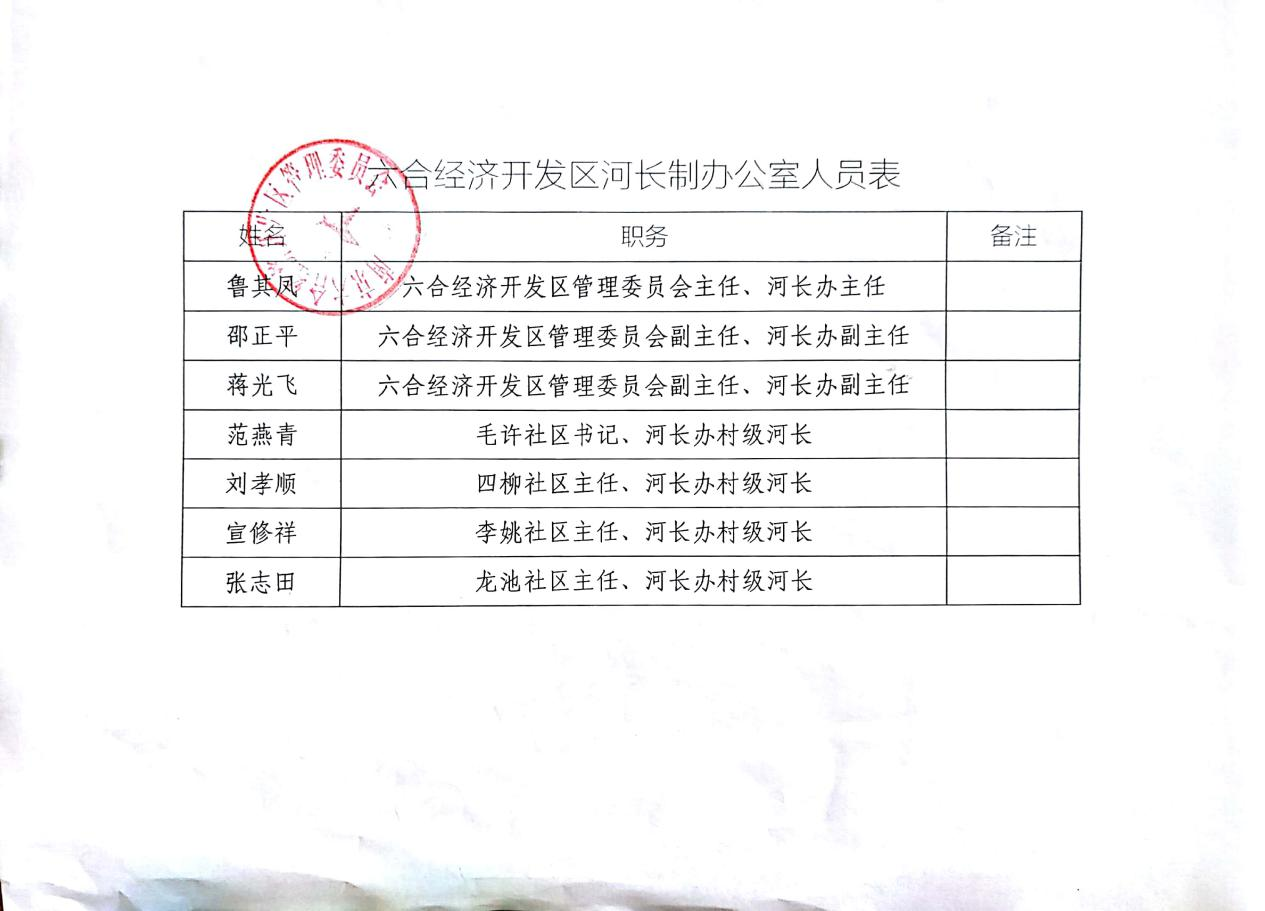 六合经济开发区河长制办公室人员表
姓名 职务 备注
鲁其凤 六合经济开发区管理委员会主任、河长办主任
邵正平 六合经济开发区管理委员会副主任、河长办副主任
蒋光飞 六合经济开发区管理委员会副主任、河长办副主任
范燕青 毛许社区书记、河长办村级河长
刘孝顺 四柳社区主任、河长办村级河长
宣修祥 李姚社区主任、河长办村级河长
张志田 龙池社区主任、河长办村级河长
区管理委员会